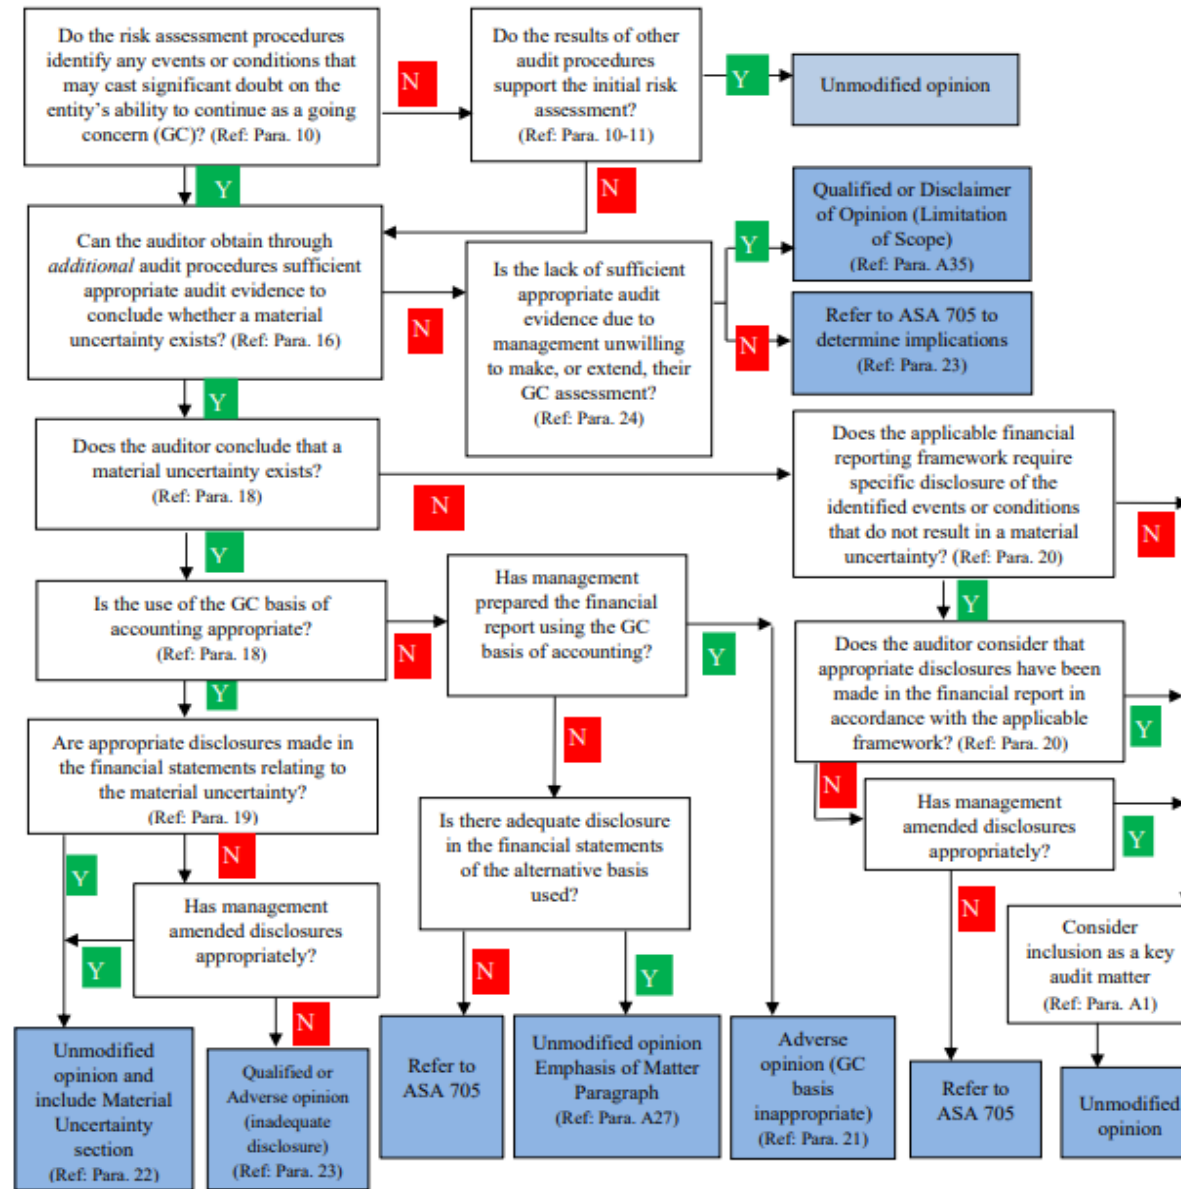 Do the risk assessment procedures
identify any events or conditions that
may cast significant doubt on the
entity's ability to continue as a going
concern (GC)? (Ref: Para. 10)
N
Do the results of other
audit procedures
support the initial risk
assessment?
(Ref: Para. 10-11)
Y
Unmodified opinion
Y
N
Can the auditor obtain through
additional audit procedures sufficient
appropriate audit evidence to
conclude whether a material
uncertainty exists? (Ref: Para. 16)
N
Is the lack of sufficient
appropriate audit
evidence due to
management unwilling
to make, or extend, their
GC assessment?
(Ref: Para. 24)
Y
Qualified or Disclaimer
of Opinion (Limitation
of Scope)
(Ref: Para. A35)
N
Refer to ASA 705 to
determine implications
(Ref: Para. 23)
Y
Does the auditor conclude that a
material uncertainty exists?
(Ref: Para. 18)
N
Does the applicable financial
reporting framework require
specific disclosure of the
identified events or conditions
that do not result in a material
uncertainty? (Ref: Para. 20)
N
Y
Is the use of the GC basis of
accounting appropriate?
(Ref: Para. 18)
N
Has management
prepared the financial
report using the GC
basis of accounting?
Y
Y
Does the auditor consider that
appropriate disclosures have been
made in the financial report in
accordance with the applicable
framework? (Ref: Para. 20)
Y
Y
Are appropriate disclosures made in
the financial statements relating to
the material uncertainty?
(Ref: Para. 19)
N
Is there adequate disclosure
in the financial statements
of the alternative basis
used?
N
Has management
amended disclosures
appropriately?
Y
Y
N
Has management
amended disclosures
appropriately?
Y
N
N
Y
N
Consider
inclusion as a key
audit matter
(Ref: Para. A1)
Unmodified
opinion and
include Material
Uncertainty
section
(Ref: Para. 22)
Qualified or
Adverse opinion
(inadequate
disclosure)
(Ref: Para. 23)
Refer to
ASA 705
Unmodified opinion
Emphasis of Matter
Paragraph
(Ref: Para. A27)
Adverse
opinion (GC
basis
inappropriate)
(Ref: Para. 21)
Refer to
ASA 705
Unmodified
opinion